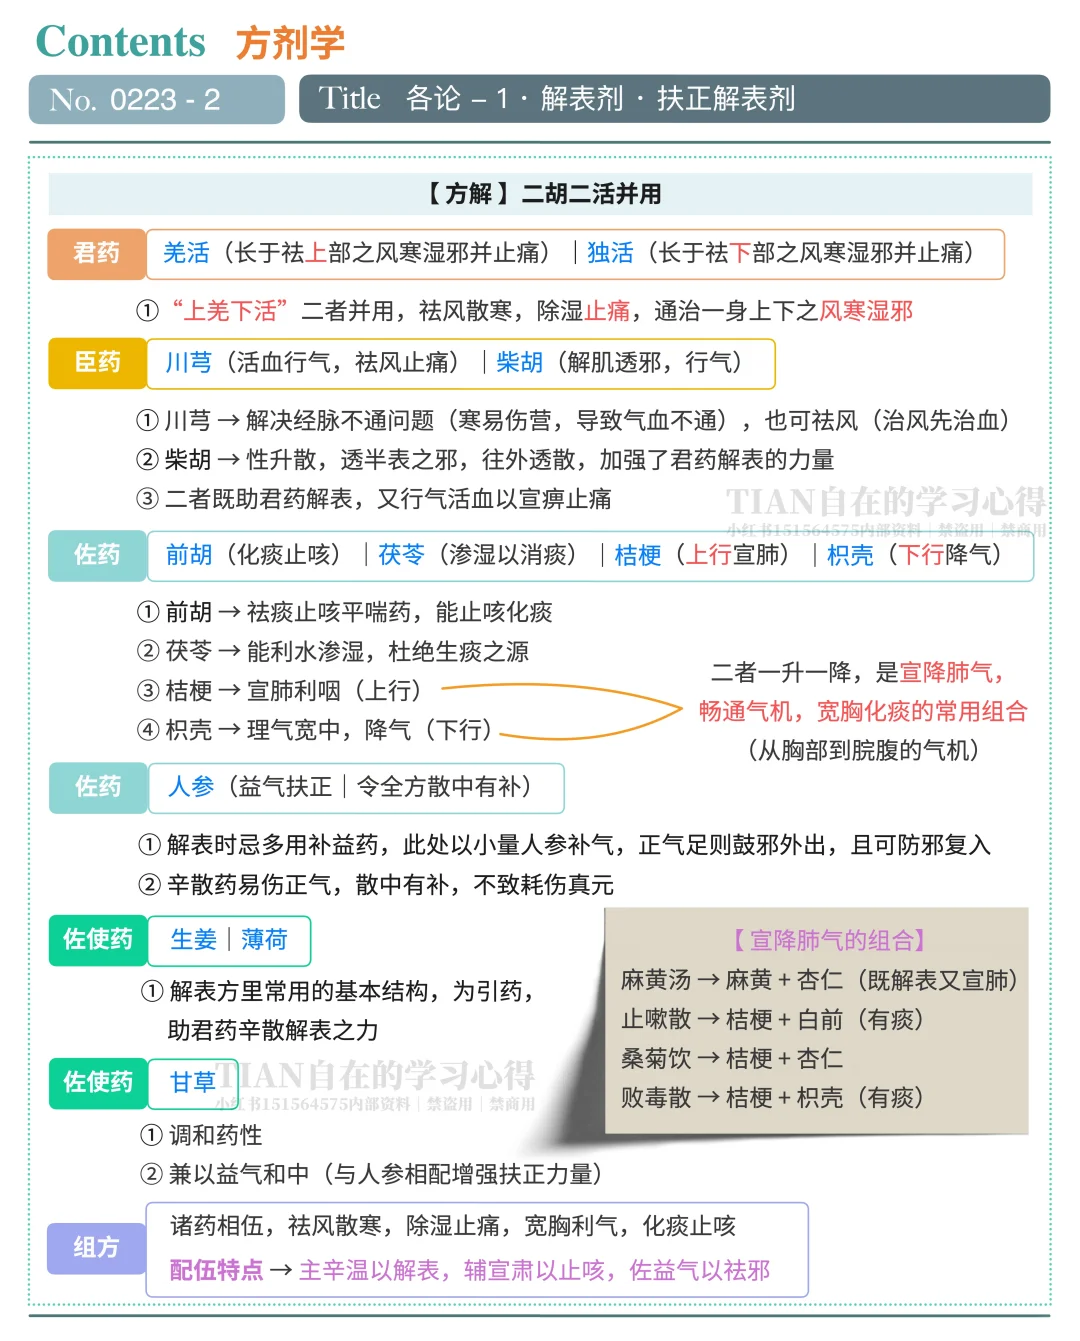 Contents 方剂学
No. 0223 - 2
Title 各论 – 1 · 解表剂 · 扶正解表剂
【 方解 】二胡二活并用
君药 羌活（长于祛上部之风寒湿邪并止痛）｜独活（长于祛下部之风寒湿邪并止痛）
① “上羌下活” 二者并用，祛风散寒，除湿止痛，通治一身上下之风寒湿邪
臣药 川芎（活血行气，祛风止痛）｜柴胡（解肌透邪，行气）
① 川芎 → 解决经脉不通问题（寒易伤营，导致气血不通），也可祛风（治风先治血）
② 柴胡 → 性升散，透半表之邪，往外透散，加强了君药解表的力量
③ 二者既助君药解表，又行气活血以宣痹止痛
TIAN自在的学习心得
小红书151564575内部资料｜禁盗用｜禁商用
佐药 前胡（化痰止咳）｜茯苓（渗湿以消痰）｜桔梗（上行宣肺）｜枳壳（下行降气）
① 前胡 → 祛痰止咳平喘药，能止咳化痰
② 茯苓 → 能利水渗湿，杜绝生痰之源
③ 桔梗 → 宣肺利咽（上行）
④ 枳壳 → 理气宽中，降气（下行）
二者一升一降，是宣降肺气，
畅通气机，宽胸化痰的常用组合
（从胸部到脘腹的气机）
佐药 人参（益气扶正｜令全方散中有补）
① 解表时忌多用补益药，此处以小量人参补气，正气足则鼓邪外出，且可防邪复入
② 辛散药易伤正气，散中有补，不致耗伤真元
佐使药 生姜｜薄荷
① 解表方里常用的基本结构，为引药，
助君药辛散解表之力
【 宣降肺气的组合】
麻黄汤 → 麻黄 + 杏仁（既解表又宣肺）
止嗽散 → 桔梗 + 白前（有痰）
桑菊饮 → 桔梗 + 杏仁
败毒散 → 桔梗 + 枳壳（有痰）
佐使药 甘草
TIAN自在的学习心得
小红书151564575内部资料｜禁盗用｜禁商用
① 调和药性
② 兼以益气和中（与人参相配增强扶正力量）
组方
诸药相伍，祛风散寒，除湿止痛，宽胸利气，化痰止咳
配伍特点 → 主辛温以解表，辅宣肃以止咳，佐益气以祛邪